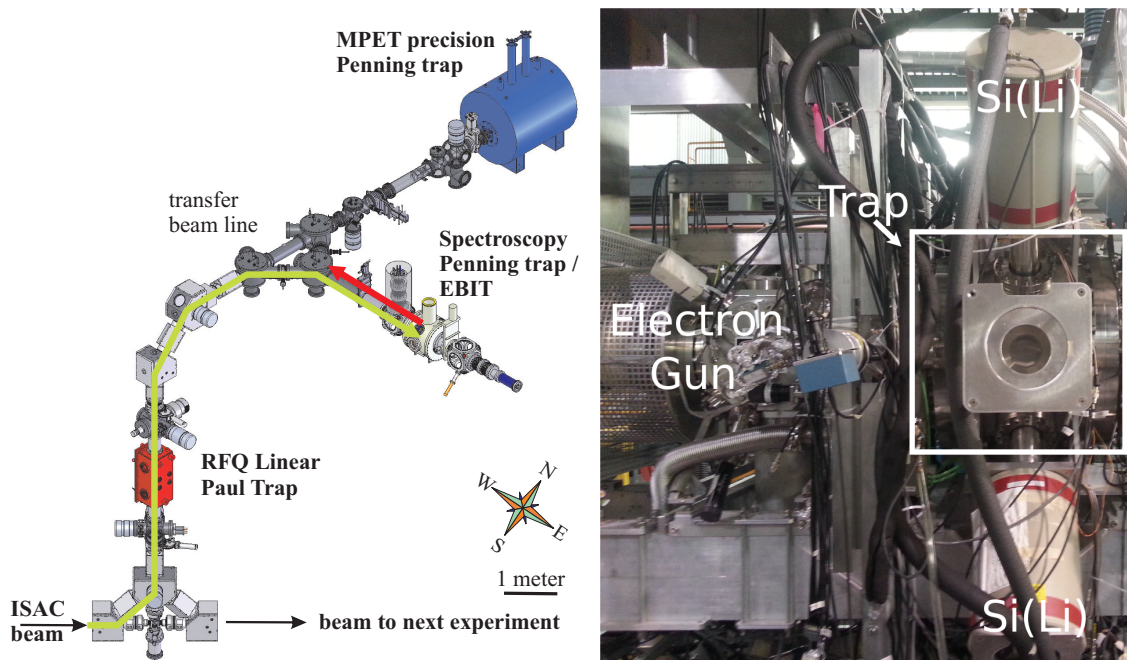 MPET precision
Penning trap
transfer
beam line
Spectroscopy
Penning trap /
EBIT
RFQ Linear
Paul Trap
N
W
E
S
1 meter
ISAC
beam
beam to next experiment
Si(Li)
Trap
Electron
Gun
Si(Li)